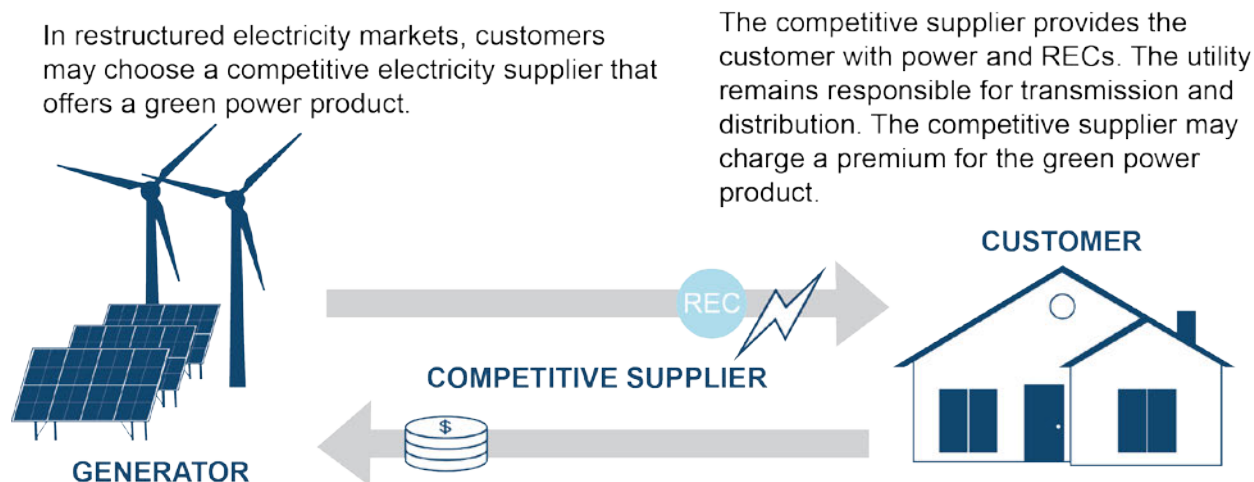 In restructured electricity markets, customers
may choose a competitive electricity supplier that
offers a green power product.
The competitive supplier provides the
customer with power and RECs. The utility
remains responsible for transmission and
distribution. The competitive supplier may
charge a premium for the green power
product.
CUSTOMER
REC
COMPETITIVE SUPPLIER
$
GENERATOR